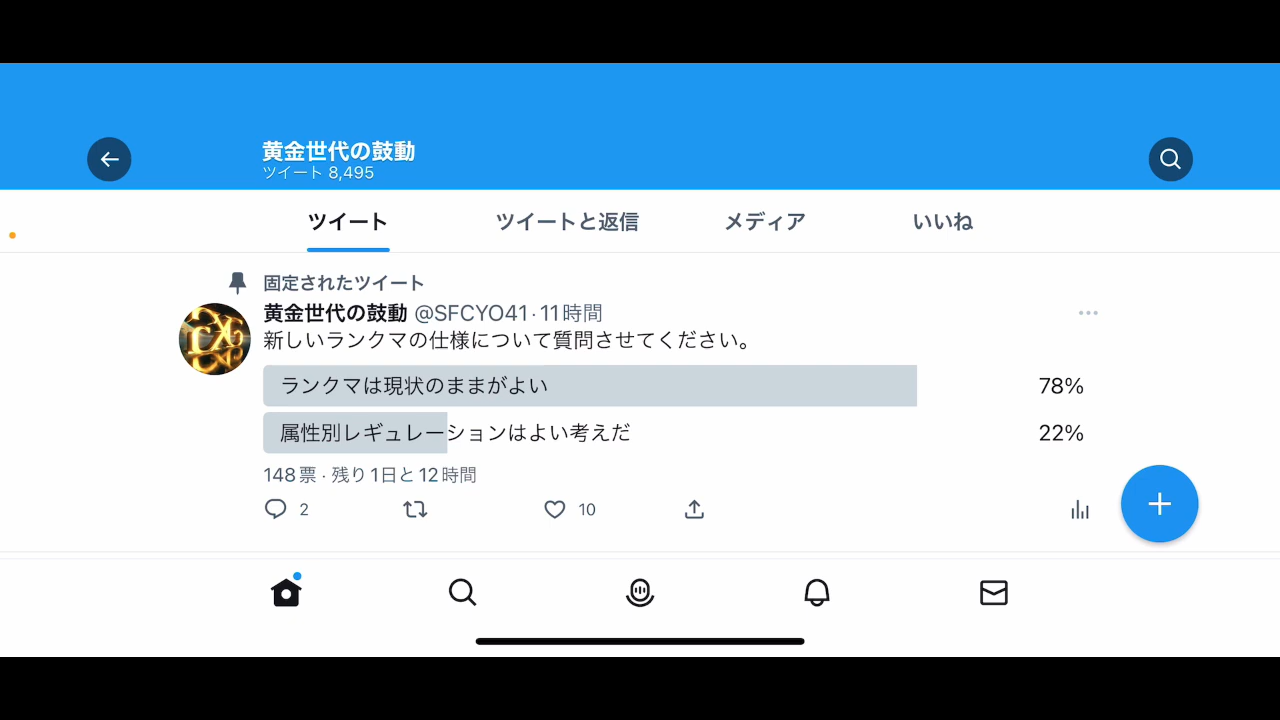 黄金世代の鼓動
ツイート 8,495
ツイート ツイートと返信 メディア いいね
固定されたツイート
黄金世代の鼓動 @SFCYO41 · 11時間
新しいランクマの仕様について質問させてください。
ランクマは現状のままがよい 78%
属性別レギュレーションはよい考えだ 22%
148票 · 残り1日と12時間
2 10